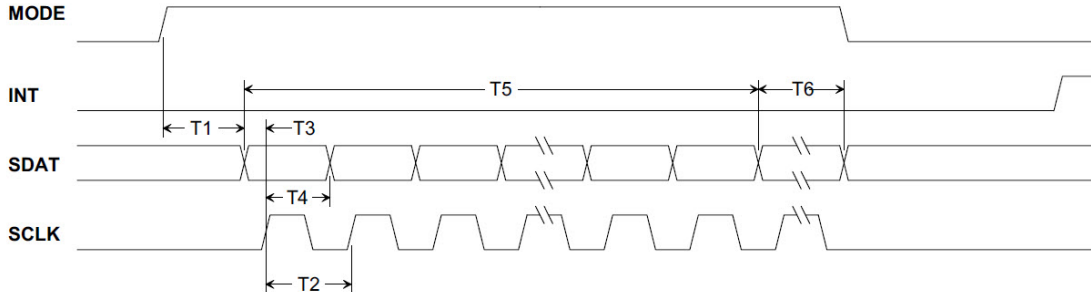 MODE
INT
T5
T6
T1
T3
SDAT
T4
SCLK
T2